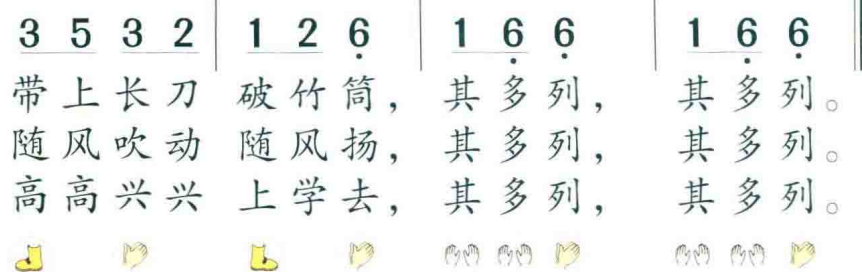 3 5 3 2 | 1 2 6̣ | 1 6̣ 6̣ | 1 6̣ 6̣ ‖
带上长刀 破竹筒， 其多列， 其多列。
随风吹动 随风扬， 其多列， 其多列。
高高兴兴 上学去， 其多列， 其多列。